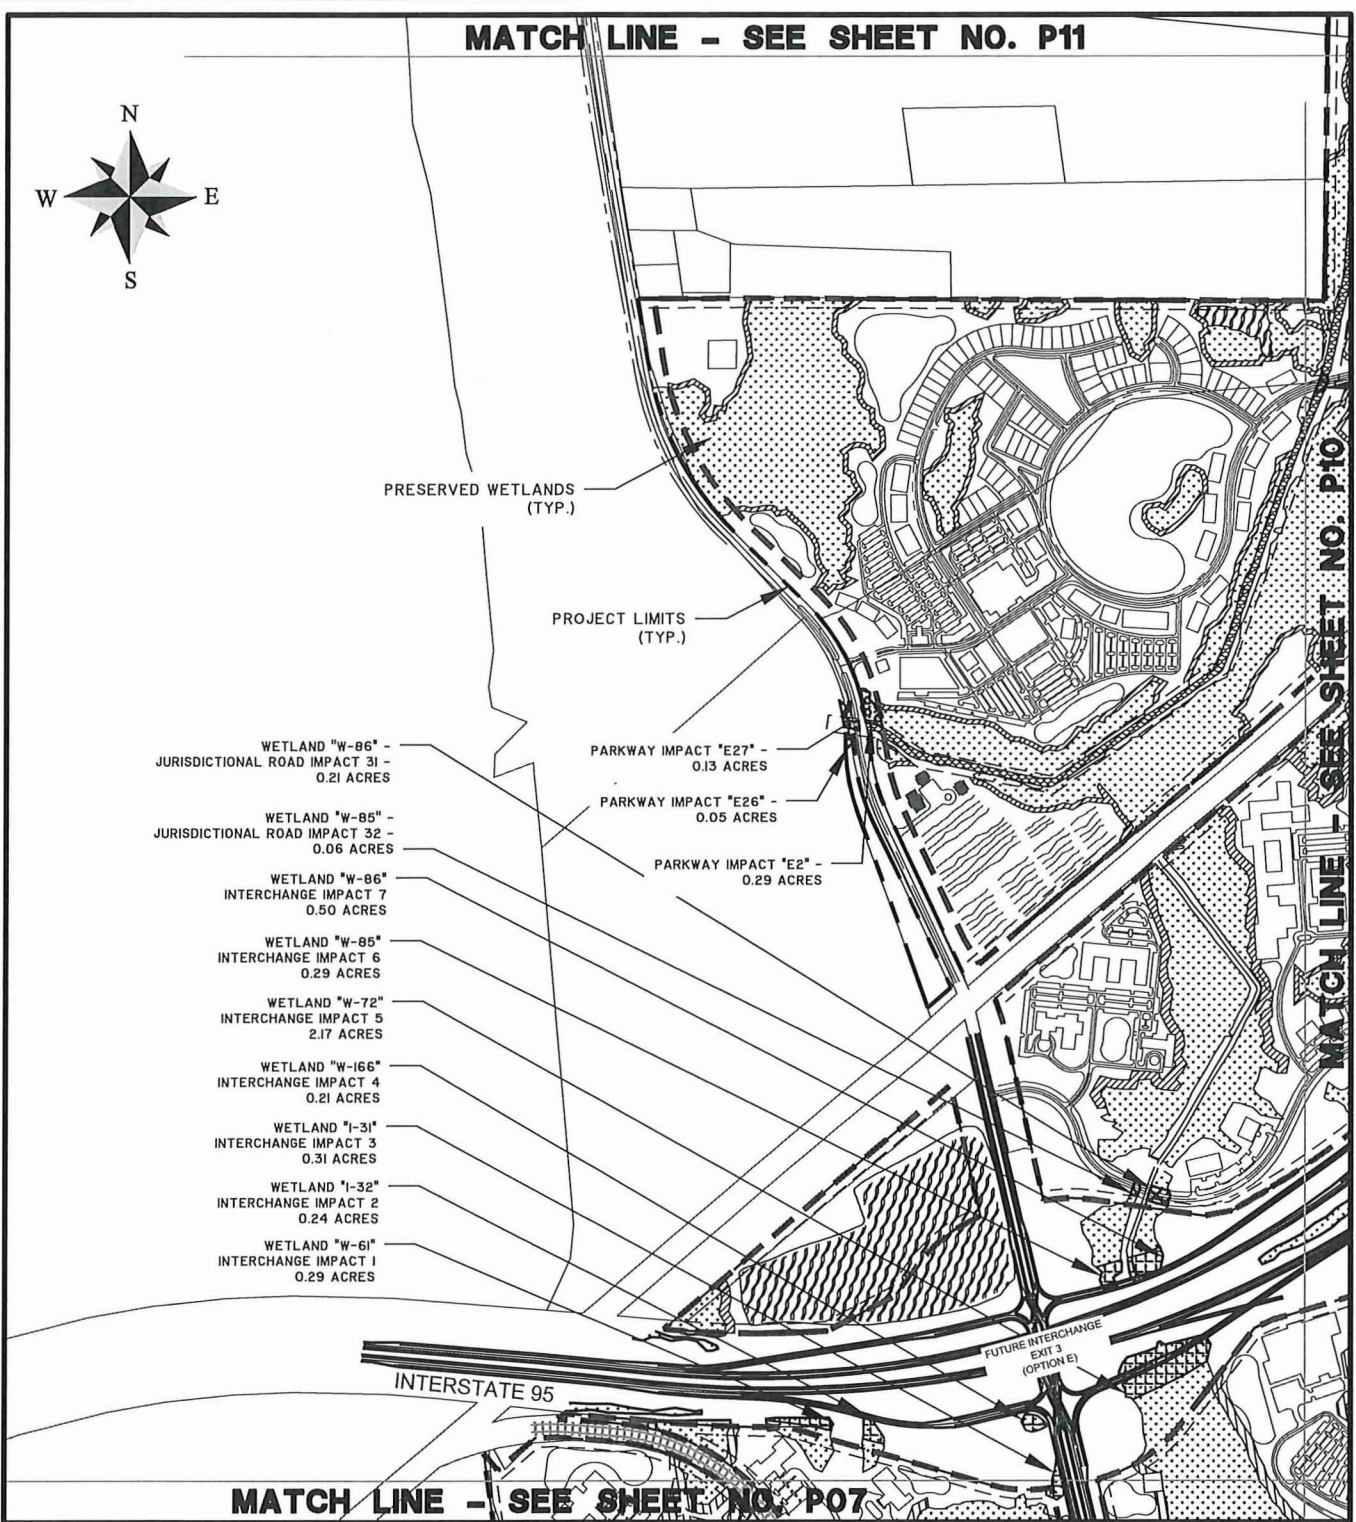 MATCH LINE - SEE SHEET NO. P11
N
W E
S
PRESERVED WETLANDS
(TYP.)
PROJECT LIMITS
(TYP.)
WETLAND "W-86" -
JURISDICTIONAL ROAD IMPACT 31 -
0.21 ACRES
PARKWAY IMPACT "E27" -
0.13 ACRES
PARKWAY IMPACT "E26" -
0.05 ACRES
WETLAND "W-85" -
JURISDICTIONAL ROAD IMPACT 32 -
0.06 ACRES
PARKWAY IMPACT "E2" -
0.29 ACRES
WETLAND "W-86"
INTERCHANGE IMPACT 7
0.50 ACRES
WETLAND "W-85"
INTERCHANGE IMPACT 6
0.29 ACRES
WETLAND "W-72"
INTERCHANGE IMPACT 5
2.17 ACRES
WETLAND "W-166"
INTERCHANGE IMPACT 4
0.21 ACRES
WETLAND "I-31"
INTERCHANGE IMPACT 3
0.31 ACRES
WETLAND "I-32"
INTERCHANGE IMPACT 2
0.24 ACRES
WETLAND "W-61"
INTERCHANGE IMPACT 1
0.29 ACRES
MATCH LINE - SEE SHEET NO. P10
FUTURE INTERCHANGE
EXIT 3
(OPTION E)
INTERSTATE 95
MATCH LINE - SEE SHEET NO. P07